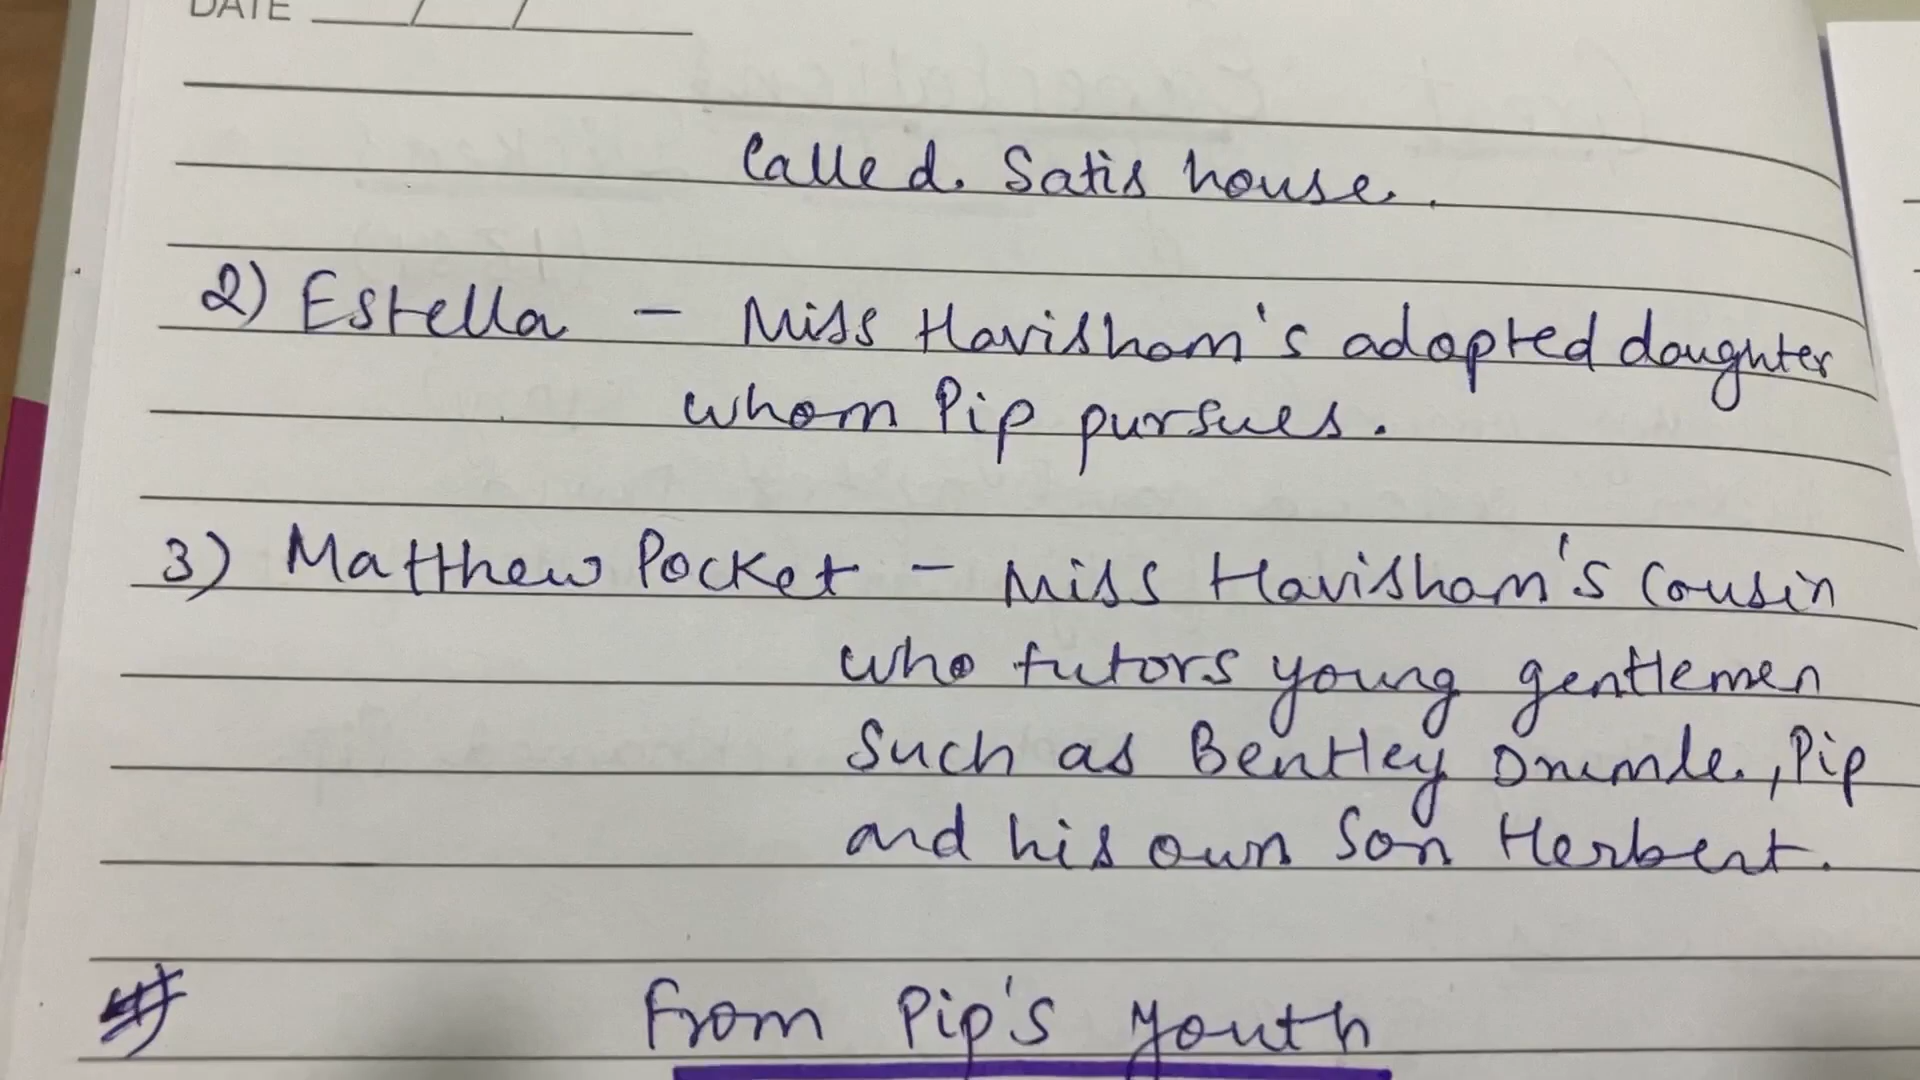 DATE
Called. Satis house.
2) Estella - Miss Havisham's adopted daughter
whom Pip pursues.
3) Matthew Pocket - Miss Havisham's Cousin
who tutors young gentlemen
Such as Bentley Drumle, Pip
and his own Son Herbert.
# From Pip's youth